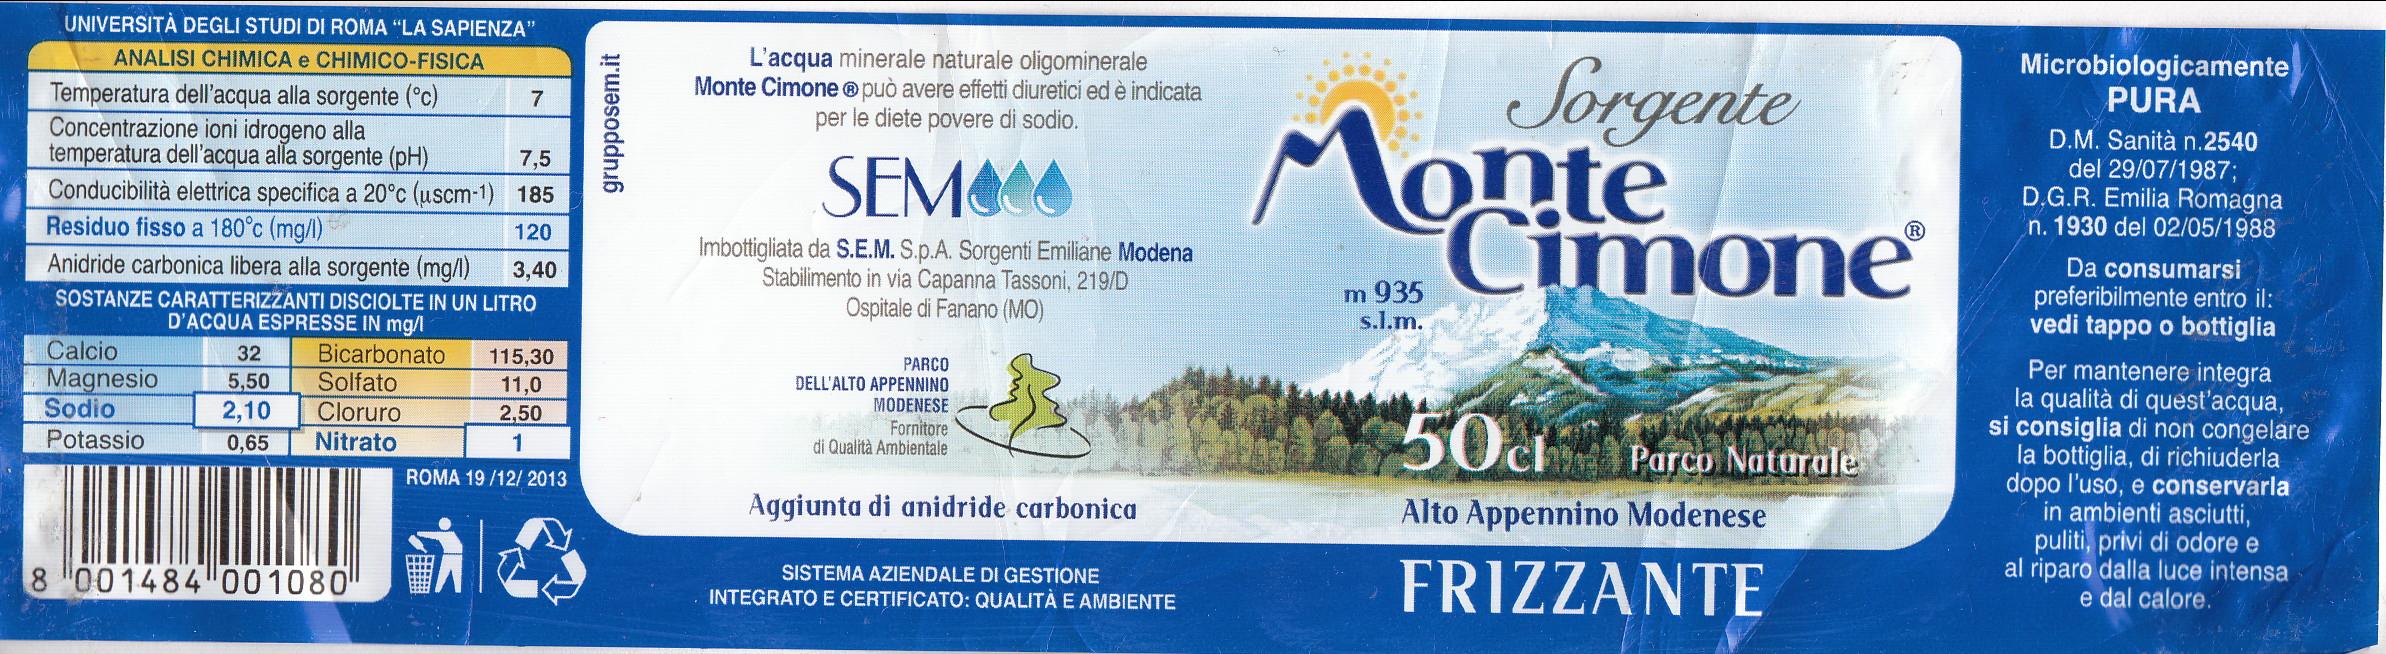 UNIVERSITÀ DEGLI STUDI DI ROMA “LA SAPIENZA”
ANALISI CHIMICA e CHIMICO-FISICA
Temperatura dell'acqua alla sorgente (°c) 7
Concentrazione ioni idrogeno alla
temperatura dell'acqua alla sorgente (pH) 7,5
Conducibilità elettrica specifica a 20°c (µscm-1) 185
Residuo fisso a 180°c (mg/l) 120
Anidride carbonica libera alla sorgente (mg/l) 3,40
SOSTANZE CARATTERIZZANTI DISCIOLTE IN UN LITRO
D'ACQUA ESPRESSE IN mg/l
Calcio 32 Bicarbonato 115,30
Magnesio 5,50 Solfato 11,0
Sodio 2,10 Cloruro 2,50
Potassio 0,65 Nitrato 1
ROMA 19 /12/ 2013
8 001484 001080
grupposem.it
L'acqua minerale naturale oligominerale
Monte Cimone ® può avere effetti diuretici ed è indicata
per le diete povere di sodio.
SEM
Imbottigliata da S.E.M. S.p.A. Sorgenti Emiliane Modena
Stabilimento in via Capanna Tassoni, 219/D
Ospitale di Fanano (MO)
PARCO
DELL'ALTO APPENNINO
MODENESE
Fornitore
di Qualità Ambientale
Aggiunta di anidride carbonica
SISTEMA AZIENDALE DI GESTIONE
INTEGRATO E CERTIFICATO: QUALITÀ E AMBIENTE
Sorgente
Monte
Cimone®
m 935
s.l.m.
50cl Parco Naturale
Alto Appennino Modenese
FRIZZANTE
Microbiologicamente
PURA
D.M. Sanità n.2540
del 29/07/1987;
D.G.R. Emilia Romagna
n. 1930 del 02/05/1988
Da consumarsi
preferibilmente entro il:
vedi tappo o bottiglia
Per mantenere integra
la qualità di quest'acqua,
si consiglia di non congelare
la bottiglia, di richiuderla
dopo l'uso, e conservarla
in ambienti asciutti,
puliti, privi di odore e
al riparo dalla luce intensa
e dal calore.